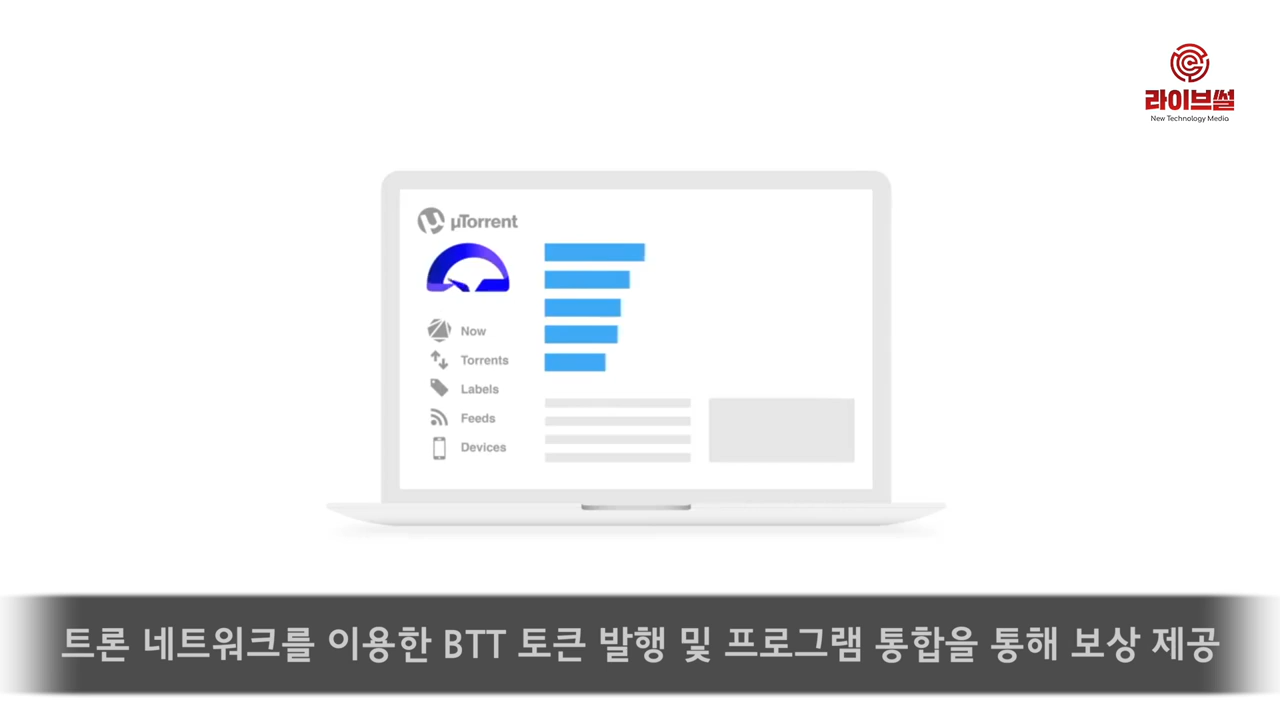 라이브썰
New Technology Media
µTorrent
Now
Torrents
Labels
Feeds
Devices
트론 네트워크를 이용한 BTT 토큰 발행 및 프로그램 통합을 통해 보상 제공